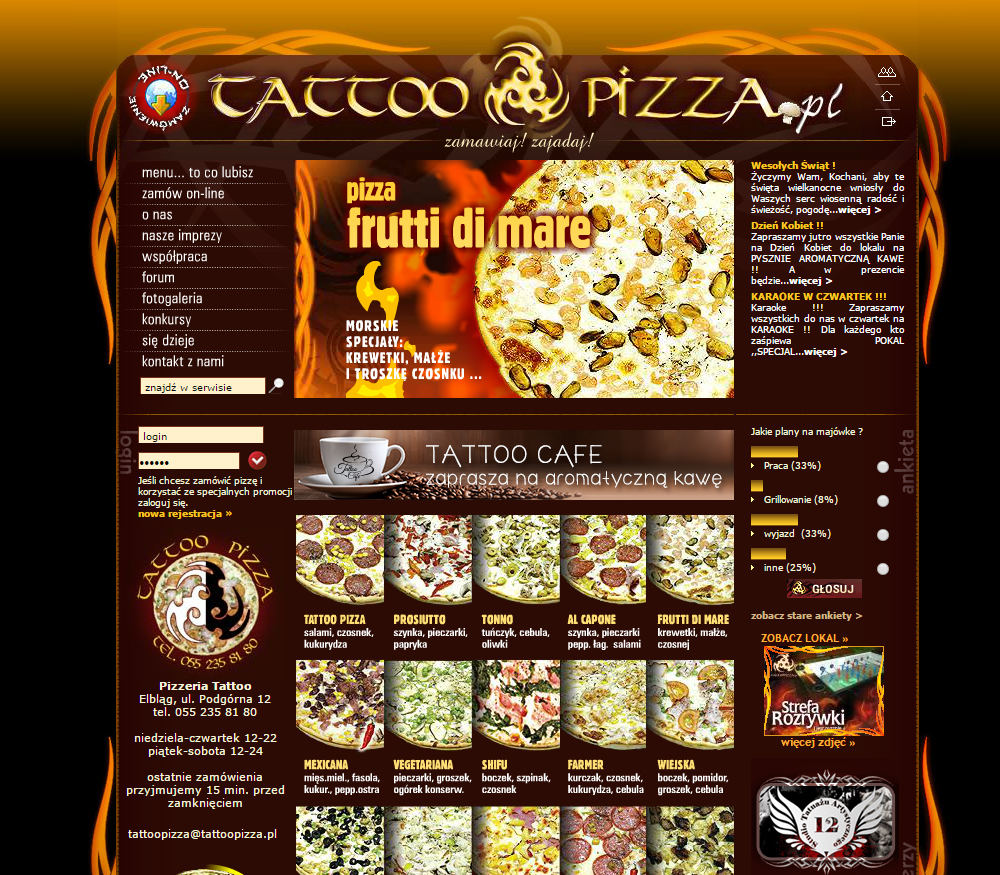 ON-LINE
ZAMÓWIENIE
TATTOO PIZZA.pl
zamawiaj! zajadaj!
menu... to co lubisz
zamów on-line
o nas
nasze imprezy
współpraca
forum
fotogaleria
konkursy
się dzieje
kontakt z nami
znajdź w serwisie
pizza
frutti di mare
MORSKIE
SPECJAŁY:
KREWETKI, MAŁŻE
I TROSZKĘ CZOSNKU ...
Wesołych Świąt !
Życzymy Wam, Kochani, aby te
święta wielkanocne wniosły do
Waszych serc wiosenną radość i
świeżość, pogodę...więcej >
Dzień Kobiet !!
Zapraszamy jutro wszystkie Panie
na Dzień Kobiet do lokalu na
PYSZNIE AROMATYCZNĄ KAWE
!! A w prezencie
będzie...więcej >
KARAOKE W CZWARTEK !!!
Karaoke !!! Zapraszamy
wszystkich do nas w czwartek na
KARAOKE !! Dla każdego kto
zaśpiewa POKAL
,,SPECJAL...więcej >
login
login
••••••
Jeśli chcesz zamówić pizzę i
korzystać ze specjalnych promocji
zaloguj się.
nowa rejestracja »
TATTOO PIZZA
TEL. 055 235 81 80
Pizzeria Tattoo
Elbląg, ul. Podgórna 12
tel. 055 235 81 80
niedziela-czwartek 12-22
piątek-sobota 12-24
ostatnie zamówienia
przyjmujemy 15 min. przed
zamknięciem
tattoopizza@tattoopizza.pl
Tattoo Cafe
TATTOO CAFE
zaprasza na aromatyczną kawę
TATTOO PIZZA
salami, czosnek,
kukurydza
PROSIUTTO
szynka, pieczarki,
papryka
TONNO
tuńczyk, cebula,
oliwki
AL CAPONE
szynka, pieczarki
pepp. łag. salami
FRUTTI DI MARE
krewetki, małże,
czosnej
MEXICANA
mięs.miel., fasola,
kukur., pepp.ostra
VEGETARIANA
pieczarki, groszek,
ogórek konserw.
SHIFU
boczek, szpinak,
czosnek
FARMER
kurczak, czosnek,
kukurydza, cebula
WIEJSKA
boczek, pomidor,
groszek, cebula
ankieta
Jakie plany na majówke ?
Praca (33%)
Grillowanie (8%)
wyjazd (33%)
inne (25%)
GŁOSUJ
zobacz stare ankiety >
ZOBACZ LOKAL »
Strefa
Rozrywki
więcej zdjęć »
Studio Tatuażu Artystycznego
12